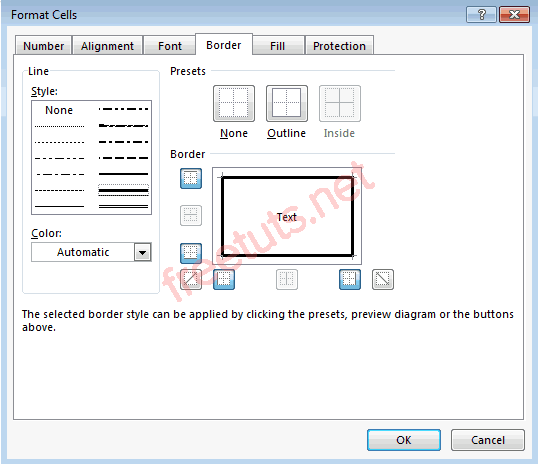 Format Cells
Number Alignment Font Border Fill Protection
Line
Style:
None
Color:
Automatic
Presets
None Outline Inside
Border
Text
freetuts.net
The selected border style can be applied by clicking the presets, preview diagram or the buttons
above.
OK Cancel